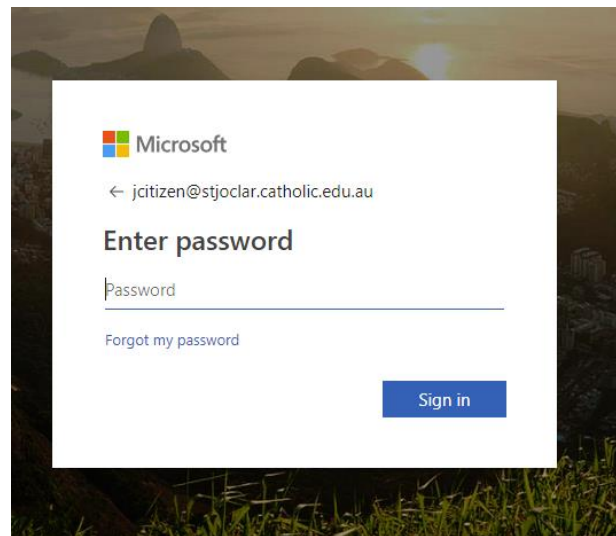 Microsoft
← jcitizen@stjoclar.catholic.edu.au
Enter password
Password
Forgot my password
Sign in